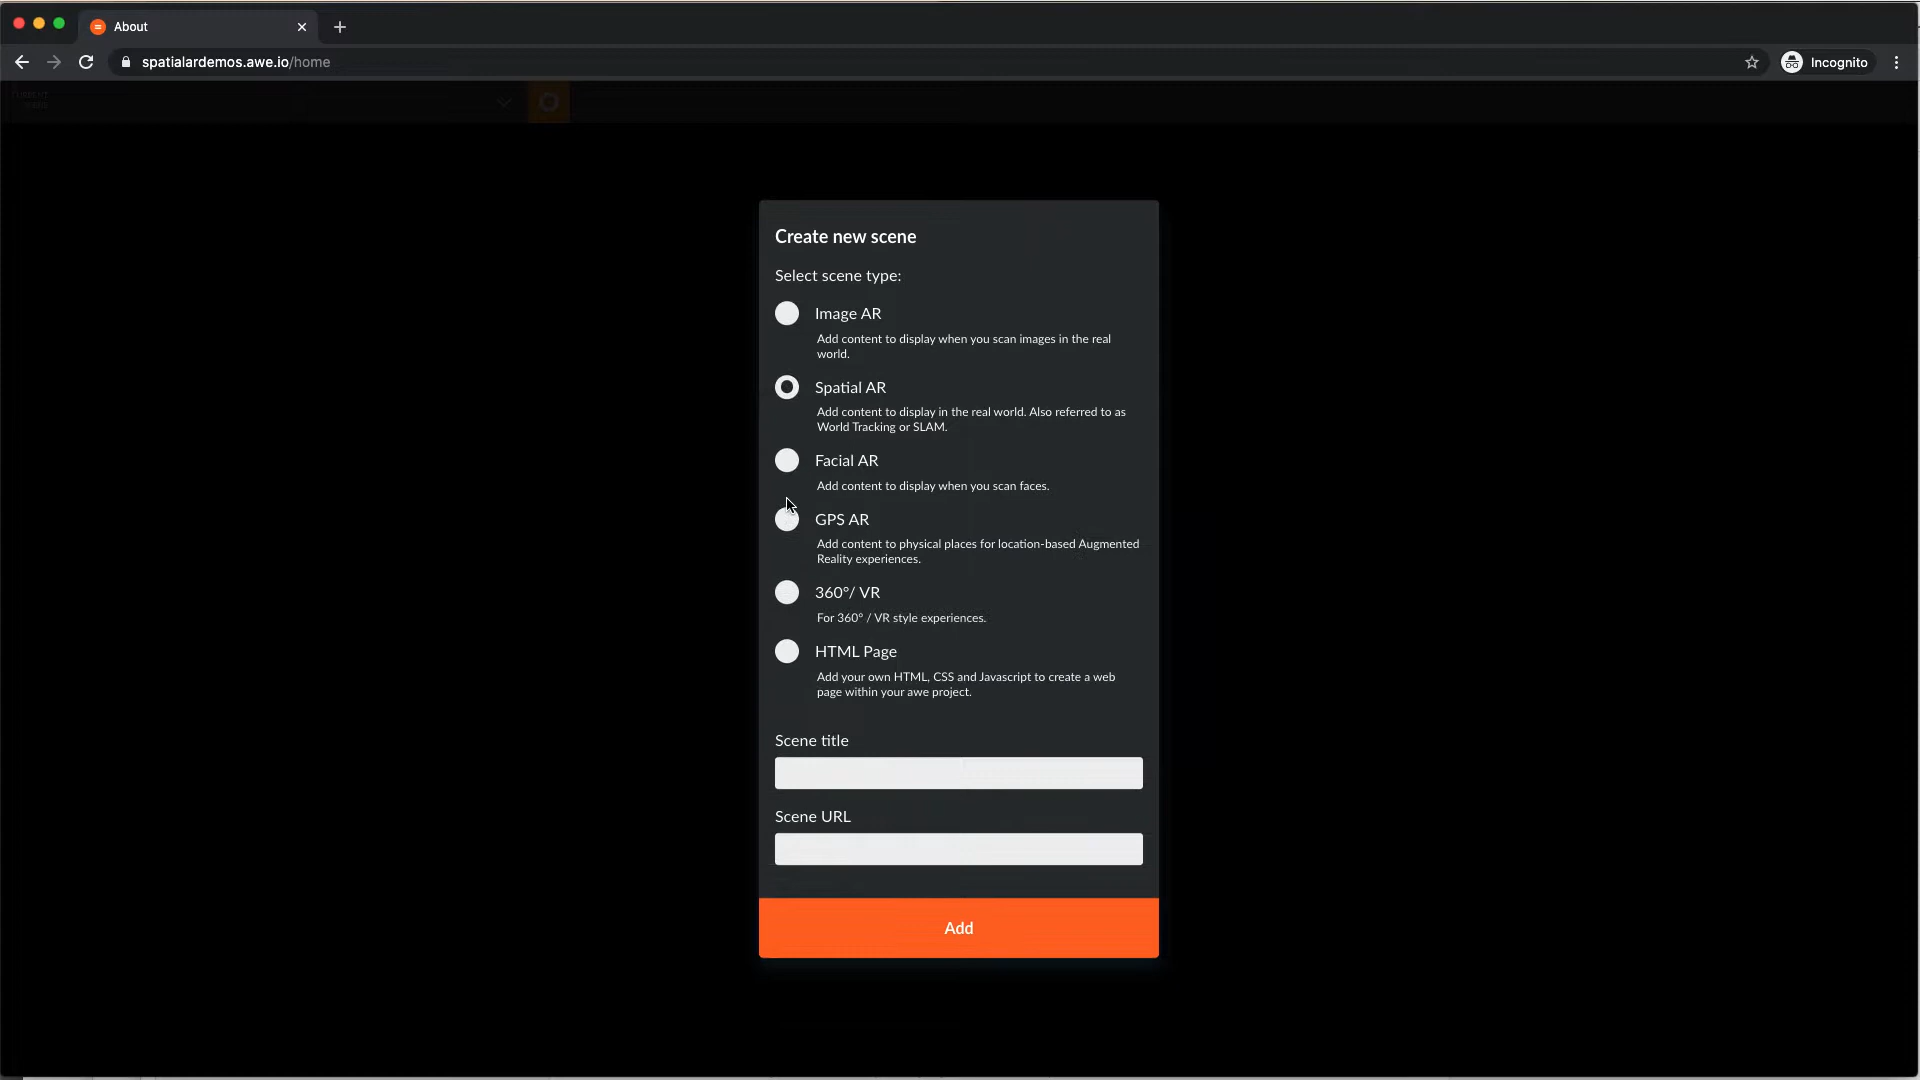 About
spatialardemos.awe.io/home
Incognito
Create new scene
Select scene type:
Image AR
Add content to display when you scan images in the real
world.
Spatial AR
Add content to display in the real world. Also referred to as
World Tracking or SLAM.
Facial AR
Add content to display when you scan faces.
GPS AR
Add content to physical places for location-based Augmented
Reality experiences.
360°/ VR
For 360° / VR style experiences.
HTML Page
Add your own HTML, CSS and Javascript to create a web
page within your awe project.
Scene title
Scene URL
Add